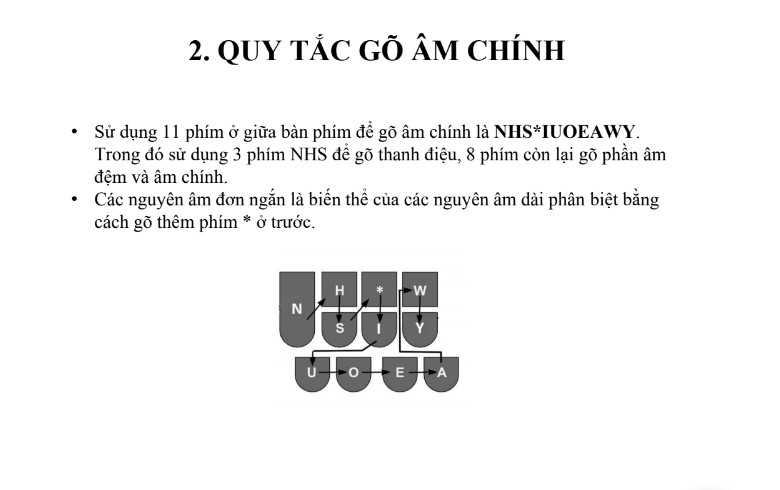 2. QUY TẮC GÕ ÂM CHÍNH
• Sử dụng 11 phím ở giữa bàn phím để gõ âm chính là NHS*IUOEAWY.
Trong đó sử dụng 3 phím NHS để gõ thanh điệu, 8 phím còn lại gõ phần âm
đệm và âm chính.
• Các nguyên âm đơn ngắn là biến thể của các nguyên âm dài phân biệt bằng
cách gõ thêm phím * ở trước.
H * W
N
S I Y
U O E A